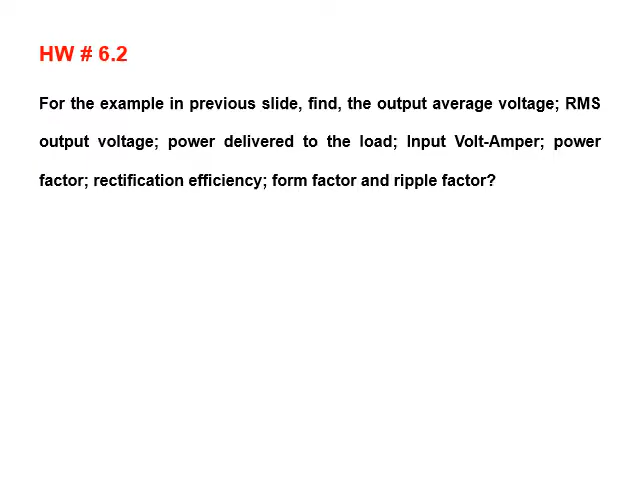 HW # 6.2
For the example in previous slide, find, the output average voltage; RMS
output voltage; power delivered to the load; Input Volt-Amper; power
factor; rectification efficiency; form factor and ripple factor?